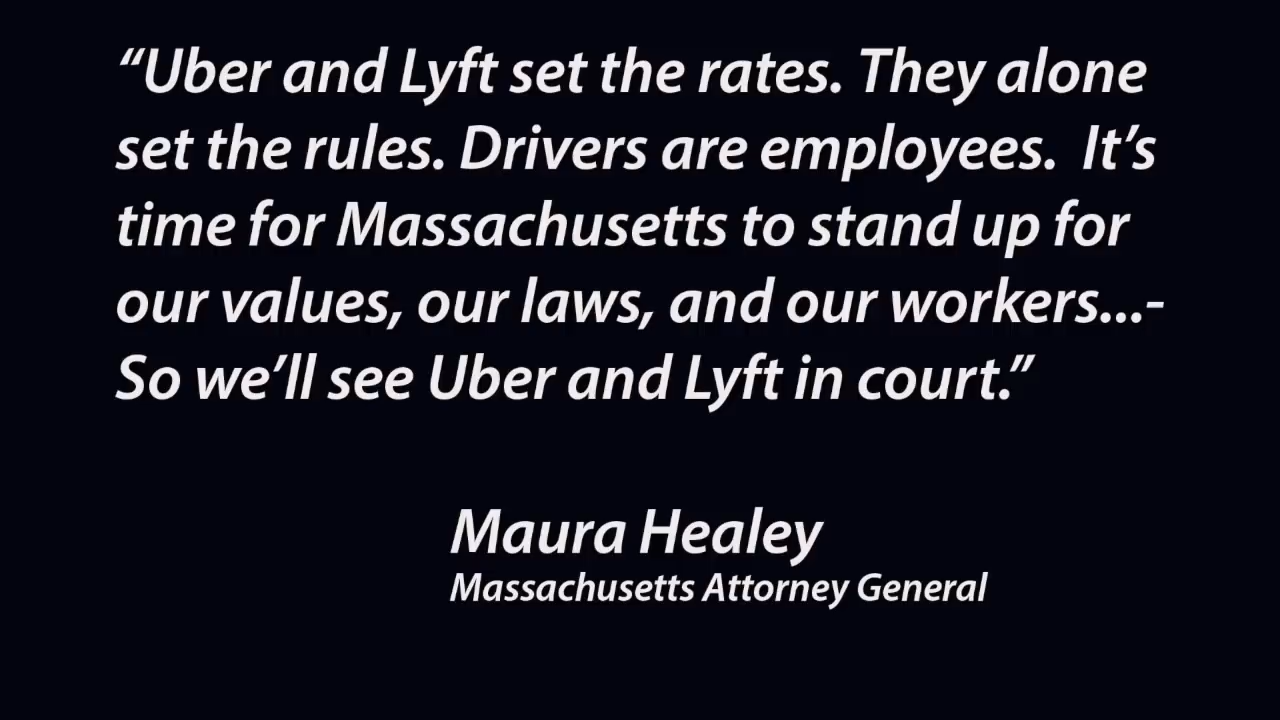 “Uber and Lyft set the rates. They alone
set the rules. Drivers are employees.  It’s
time for Massachusetts to stand up for
our values, our laws, and our workers...-
So we’ll see Uber and Lyft in court.”
Maura Healey
Massachusetts Attorney General